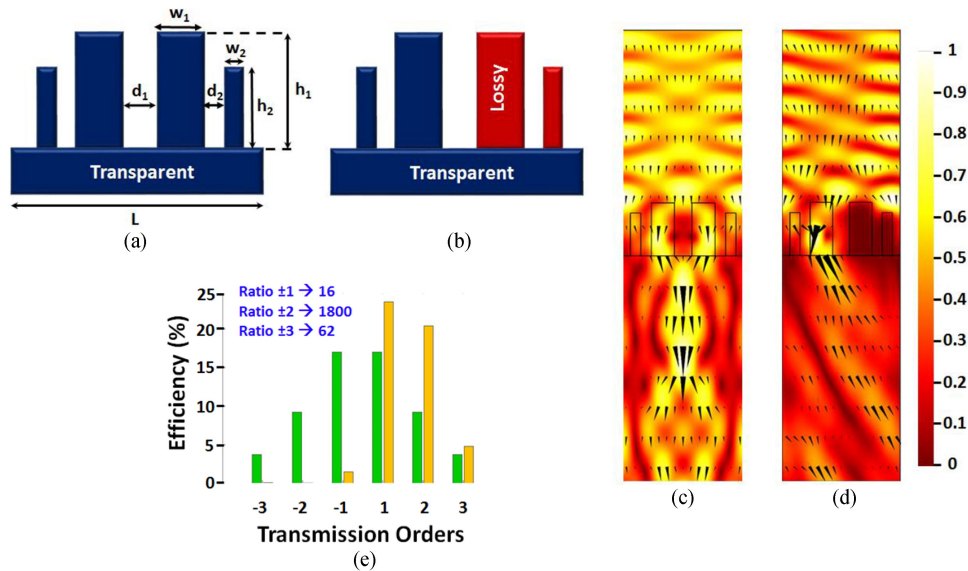 w₁
w₂
d₁
d₂
h₂
h₁
Transparent
L
(a)
Lossy
Transparent
(b)
Ratio ±1 → 16
Ratio ±2 → 1800
Ratio ±3 → 62
Efficiency (%)
25
20
15
10
5
0
-3 -2 -1 1 2 3
Transmission Orders
(e)
(c)
(d)
1
0.9
0.8
0.7
0.6
0.5
0.4
0.3
0.2
0.1
0